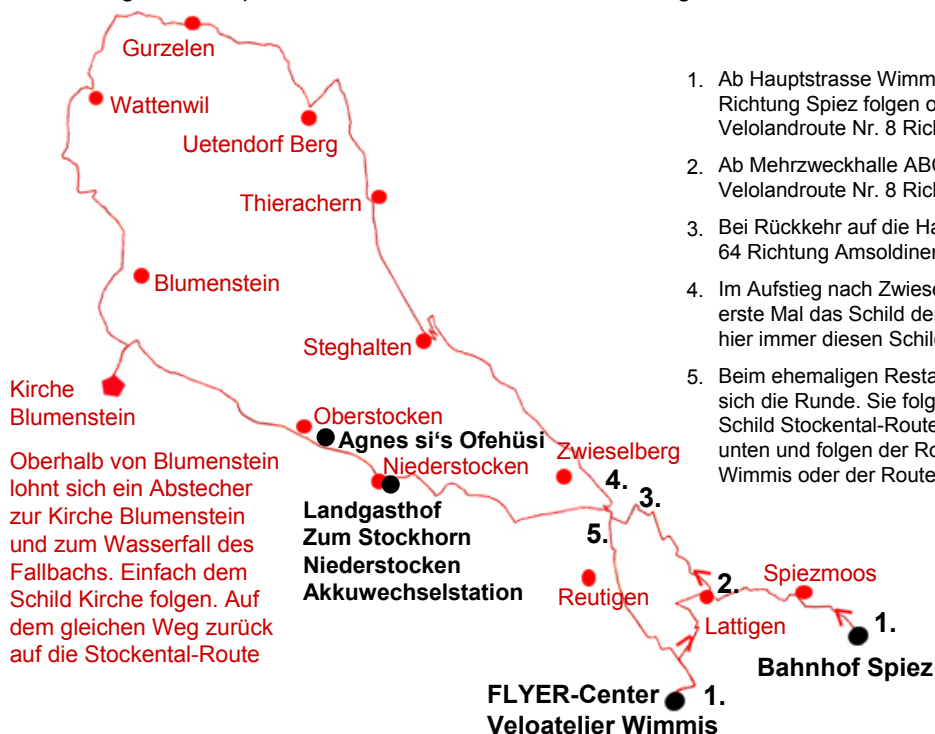 Gurzelen
Wattenwil
Uetendorf Berg
Thierachern
Blumenstein
Steghalten
Kirche
Blumenstein
Oberstocken
Agnes si's Ofehüsi
Niederstocken
Zwieselberg
Oberhalb von Blumenstein
lohnt sich ein Abstecher
zur Kirche Blumenstein
und zum Wasserfall des
Fallbachs. Einfach dem
Schild Kirche folgen. Auf
dem gleichen Weg zurück
auf die Stockental-Route
Landgasthof
Zum Stockhorn
Niederstocken
Akkuwechselstation
4.
3.
5.
Reutigen
2.
Lattigen
Spiezmoos
1.
Bahnhof Spiez
FLYER-Center
1.
Veloatelier Wimmis
1. Ab Hauptstrasse Wimm
Richtung Spiez folgen o
Velolandroute Nr. 8 Rich
2. Ab Mehrzweckhalle ABC
Velolandroute Nr. 8 Rich
3. Bei Rückkehr auf die Ha
64 Richtung Amsoldinen
4. Im Aufstieg nach Zwiese
erste Mal das Schild der
hier immer diesen Schild
5. Beim ehemaligen Resta
sich die Runde. Sie folg
Schild Stockental-Route
unten und folgen der Ro
Wimmis oder der Route